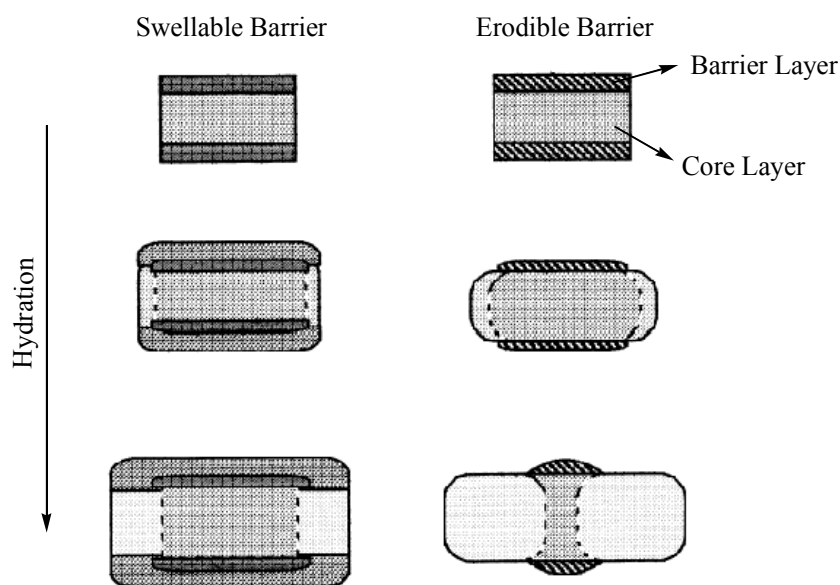 Swellable Barrier
Erodible Barrier
Barrier Layer
Core Layer
Hydration